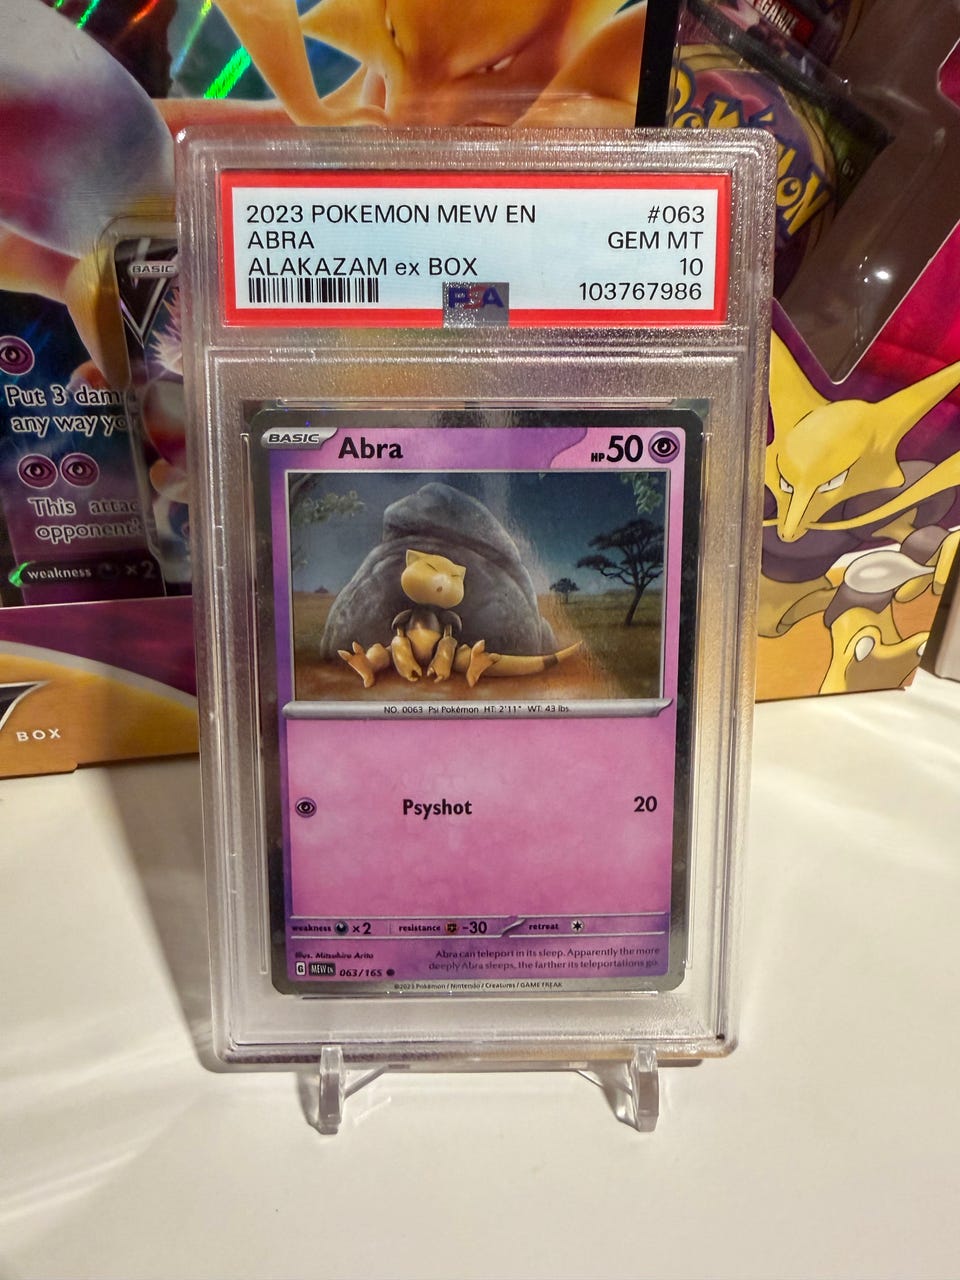 2023 POKEMON MEW EN #063
ABRA GEM MT
ALAKAZAM ex BOX 10
PSA 103767986
BASIC Abra HP 50
NO. 0063 Psi Pokémon HT: 2'11" WT: 43 lbs.
Psyshot 20
weakness ×2 resistance -30 retreat
Illus. Mitsuhiro Arita
Abra can teleport in its sleep. Apparently the more
deeply Abra sleeps, the farther its teleportations go.
G MEW EN 063/165
©2023 Pokémon / Nintendo / Creatures / GAME FREAK
BASIC
Put 3 dam
any way yo
This attac
opponent's
weakness ×2
BOX
POKéMON